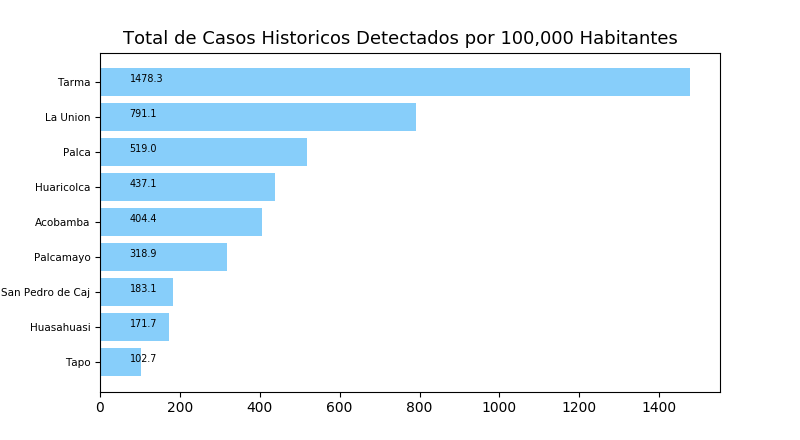 Total de Casos Historicos Detectados por 100,000 Habitantes
Tarma 1478.3
La Union 791.1
Palca 519.0
Huaricolca 437.1
Acobamba 404.4
Palcamayo 318.9
San Pedro de Caj 183.1
Huasahuasi 171.7
Tapo 102.7
0 200 400 600 800 1000 1200 1400